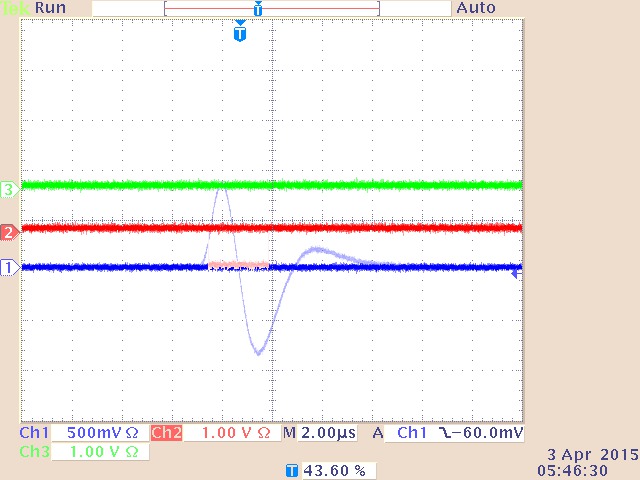 Tek Run Auto
T
T
3
2
1
Ch1 500mV Ω Ch2 1.00 V Ω M 2.00µs A Ch1 ꓶ −60.0mV
Ch3 1.00 V Ω
T 43.60 %
3 Apr 2015
05:46:30